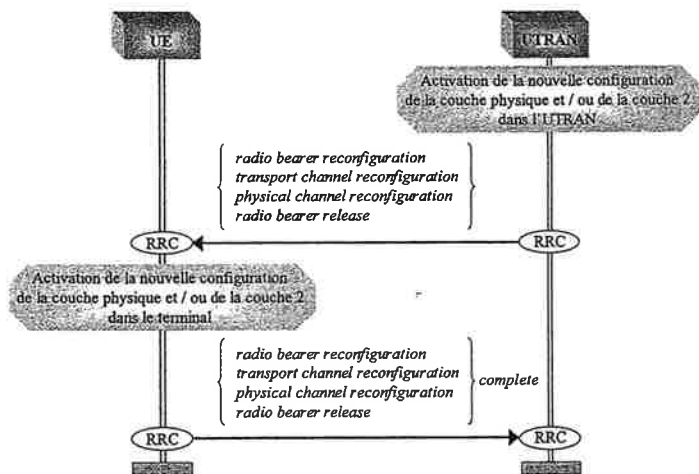 UE
UTRAN
Activation de la nouvelle configuration
de la couche physique et / ou de la couche 2
dans l'UTRAN
radio bearer reconfiguration
transport channel reconfiguration
physical channel reconfiguration
radio bearer release
RRC
RRC
Activation de la nouvelle configuration
de la couche physique et / ou de la couche 2
dans le terminal
radio bearer reconfiguration
transport channel reconfiguration
physical channel reconfiguration
radio bearer release
complete
RRC
RRC